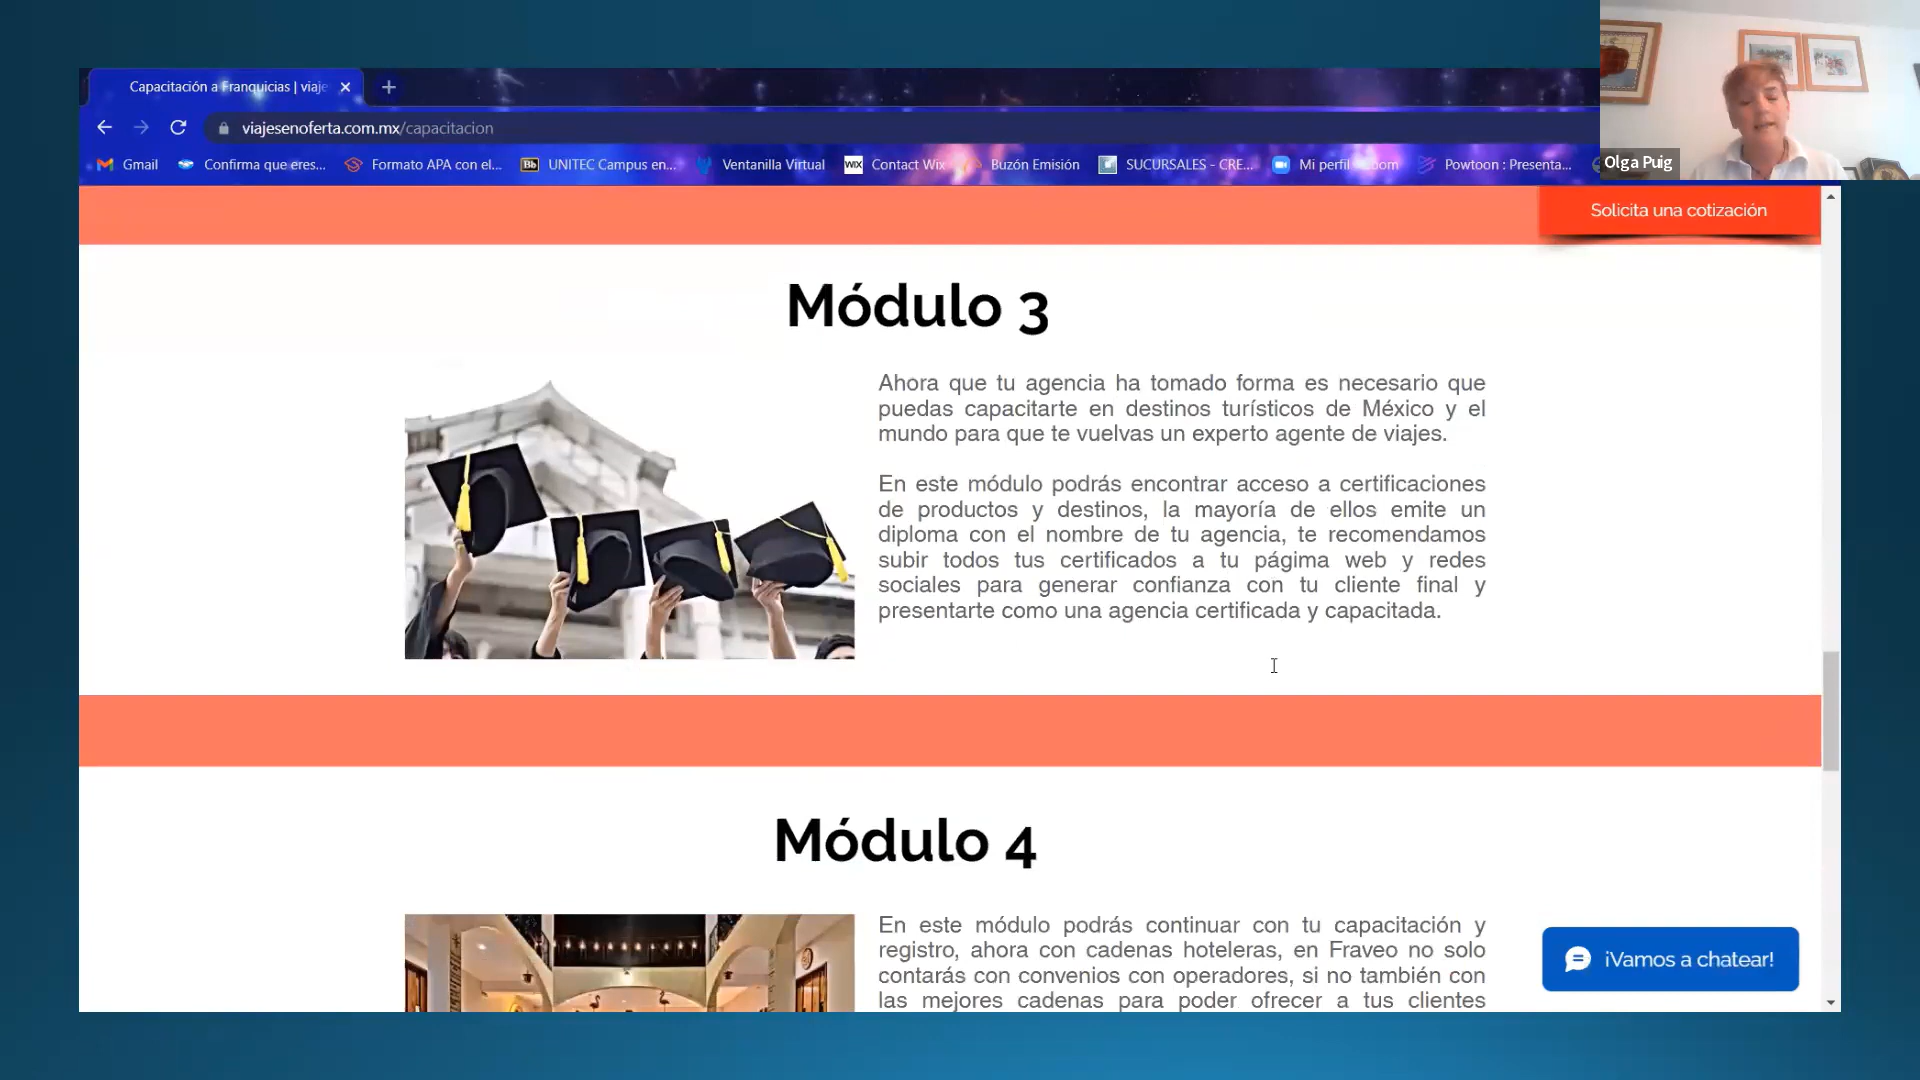 Capacitación a Franquicias | viaje
viajesenoferta.com.mx/capacitacion
Gmail
Confirma que eres...
Formato APA con el...
Bb
UNITEC Campus en...
Ventanilla Virtual
WIX
Contact Wix
Buzón Emisión
SUCURSALES - CRE...
Mi perfil - Zoom
Powtoon : Presenta...
Olga Puig
Solicita una cotización
Módulo 3
Ahora que tu agencia ha tomado forma es necesario que
puedas capacitarte en destinos turísticos de México y el
mundo para que te vuelvas un experto agente de viajes.
En este módulo podrás encontrar acceso a certificaciones
de productos y destinos, la mayoría de ellos emite un
diploma con el nombre de tu agencia, te recomendamos
subir todos tus certificados a tu página web y redes
sociales para generar confianza con tu cliente final y
presentarte como una agencia certificada y capacitada.
Módulo 4
En este módulo podrás continuar con tu capacitación y
registro, ahora con cadenas hoteleras, en Fraveo no solo
contarás con convenios con operadores, si no también con
las mejores cadenas para poder ofrecer a tus clientes
¡Vamos a chatear!